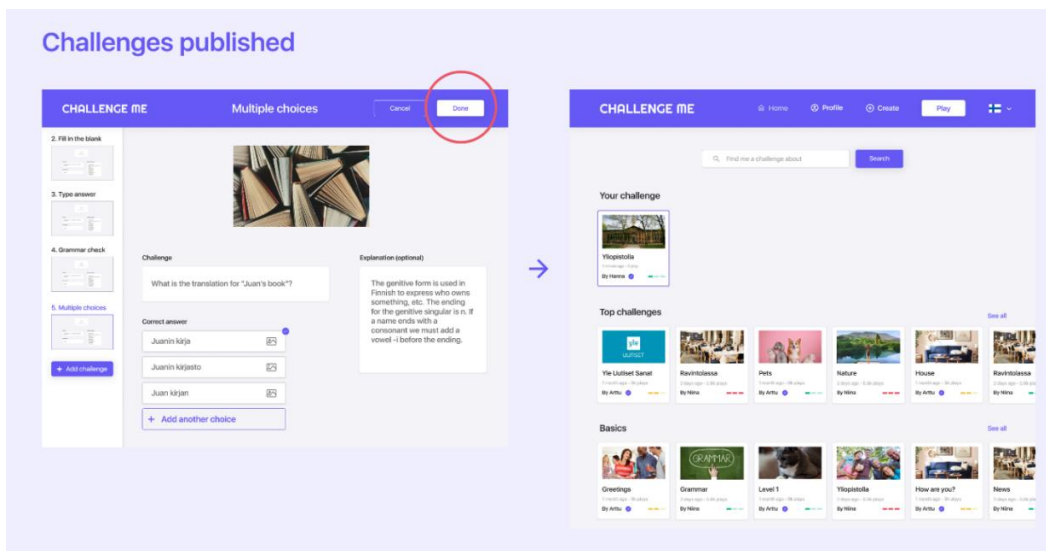 Challenges published
CHALLENGE ME
Multiple choices
Cancel
Done
2. Fill in the blank
3. Type answer
4. Grammar check
5. Multiple choices
+ Add challenge
Challenge
What is the translation for "Juan's book"?
Correct answer
Juanin kirja
Juanin kirjasto
Juan kirjan
+ Add another choice
Explanation (optional)
The genitive form is used in
Finnish to express who owns
something, etc. The ending
for the genitive singular is n. If
a name ends with a
consonant we must add a
vowel -i before the ending.
CHALLENGE ME
Home
Profile
Create
Play
Find me a challenge about
Search
Your challenge
Yliopistolla
By Hanna
Top challenges
See all
yle
UUTISET
Yle Uutiset Sanat
By Arttu
Ravintolassa
By Niina
Pets
By Arttu
Nature
By Niina
House
By Arttu
Ravintolassa
By Niina
Basics
See all
Greetings
By Arttu
GRAMMAR
Grammar
By Niina
Level 1
By Arttu
Yliopistolla
By Niina
How are you?
By Arttu
News
By Niina